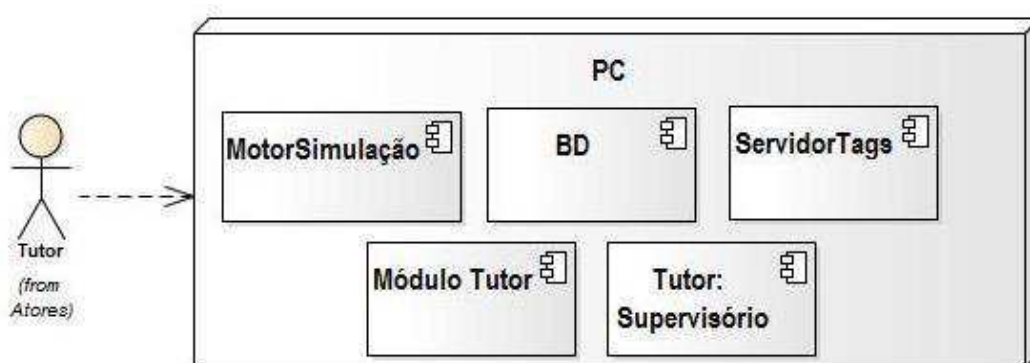 PC
MotorSimulação
BD
ServidorTags
Tutor
(from
Atores)
Módulo Tutor
Tutor:
Supervisório